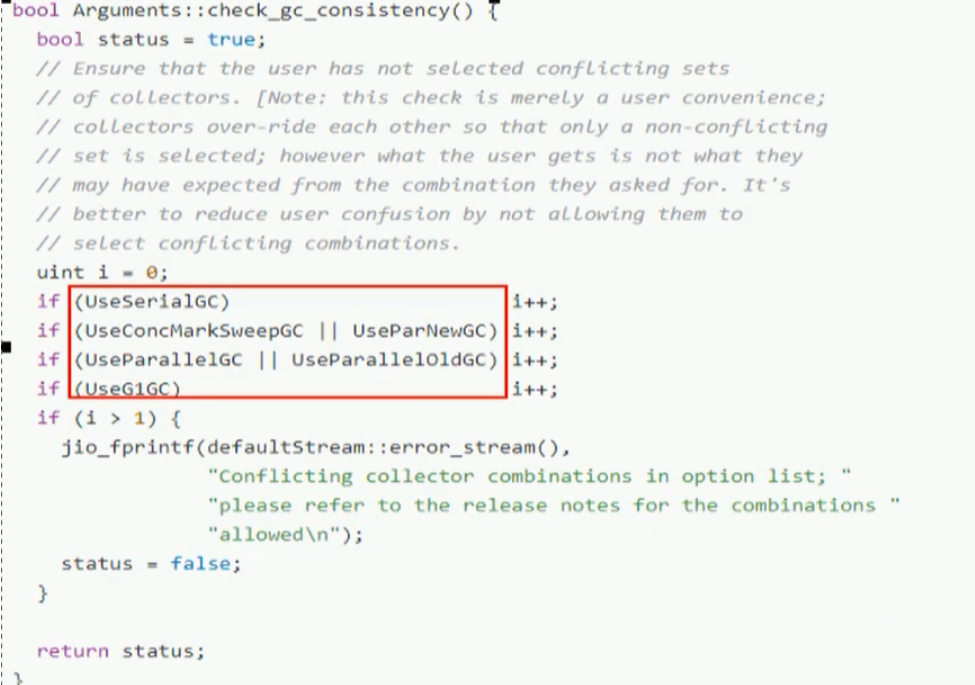 bool Arguments::check_gc_consistency() {
bool status = true;
// Ensure that the user has not selected conflicting sets
// of collectors. [Note: this check is merely a user convenience;
// collectors over-ride each other so that only a non-conflicting
// set is selected; however what the user gets is not what they
// may have expected from the combination they asked for. It's
// better to reduce user confusion by not allowing them to
// select conflicting combinations.
uint i = 0;
if (UseSerialGC) i++;
if (UseConcMarkSweepGC || UseParNewGC) i++;
if (UseParallelGC || UseParallelOldGC) i++;
if (UseG1GC) i++;
if (i > 1) {
jio_fprintf(defaultStream::error_stream(),
"Conflicting collector combinations in option list; "
"please refer to the release notes for the combinations "
"allowed\n");
status = false;
}
return status;
}